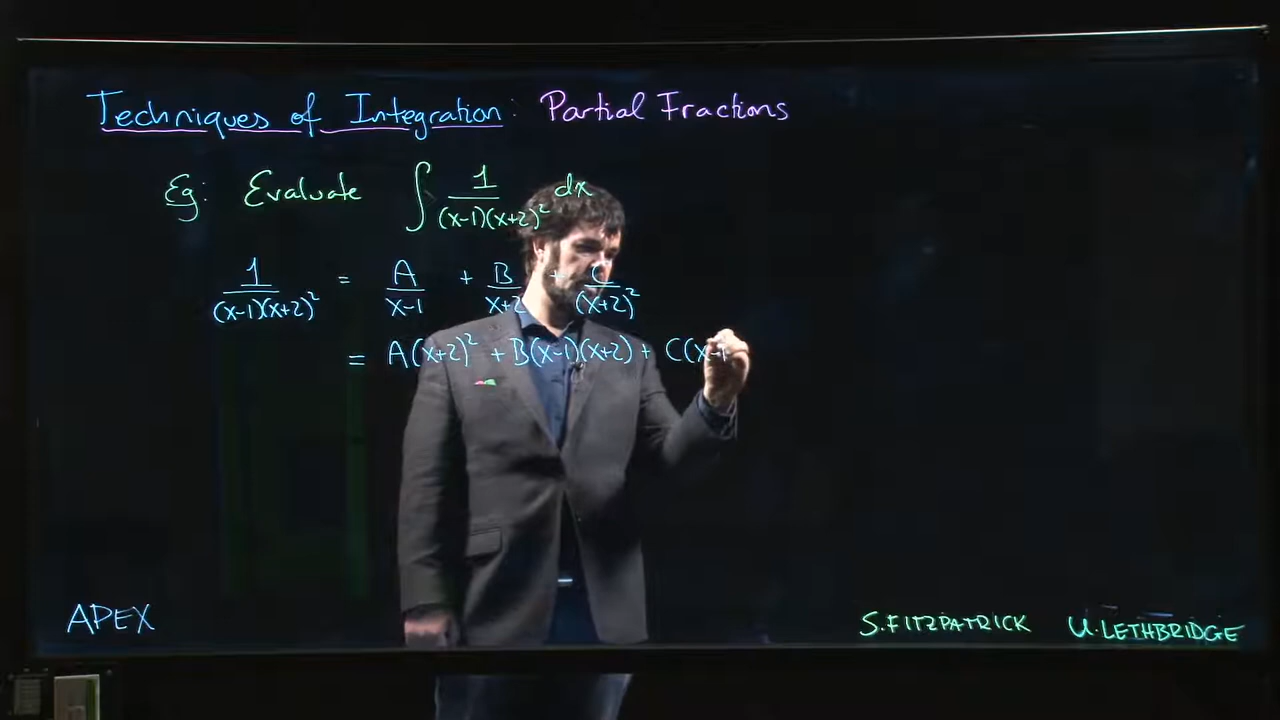 Techniques of Integration: Partial Fractions
Eg: Evaluate ∫ 1/((x-1)(x+2)²) dx
1/((x-1)(x+2)²) = A/(x-1) + B/(x+2) + C/(x+2)²
= A(x+2)² + B(x-1)(x+2) + C(x-1
APEX
S.FITZPATRICK U.LETHBRIDGE